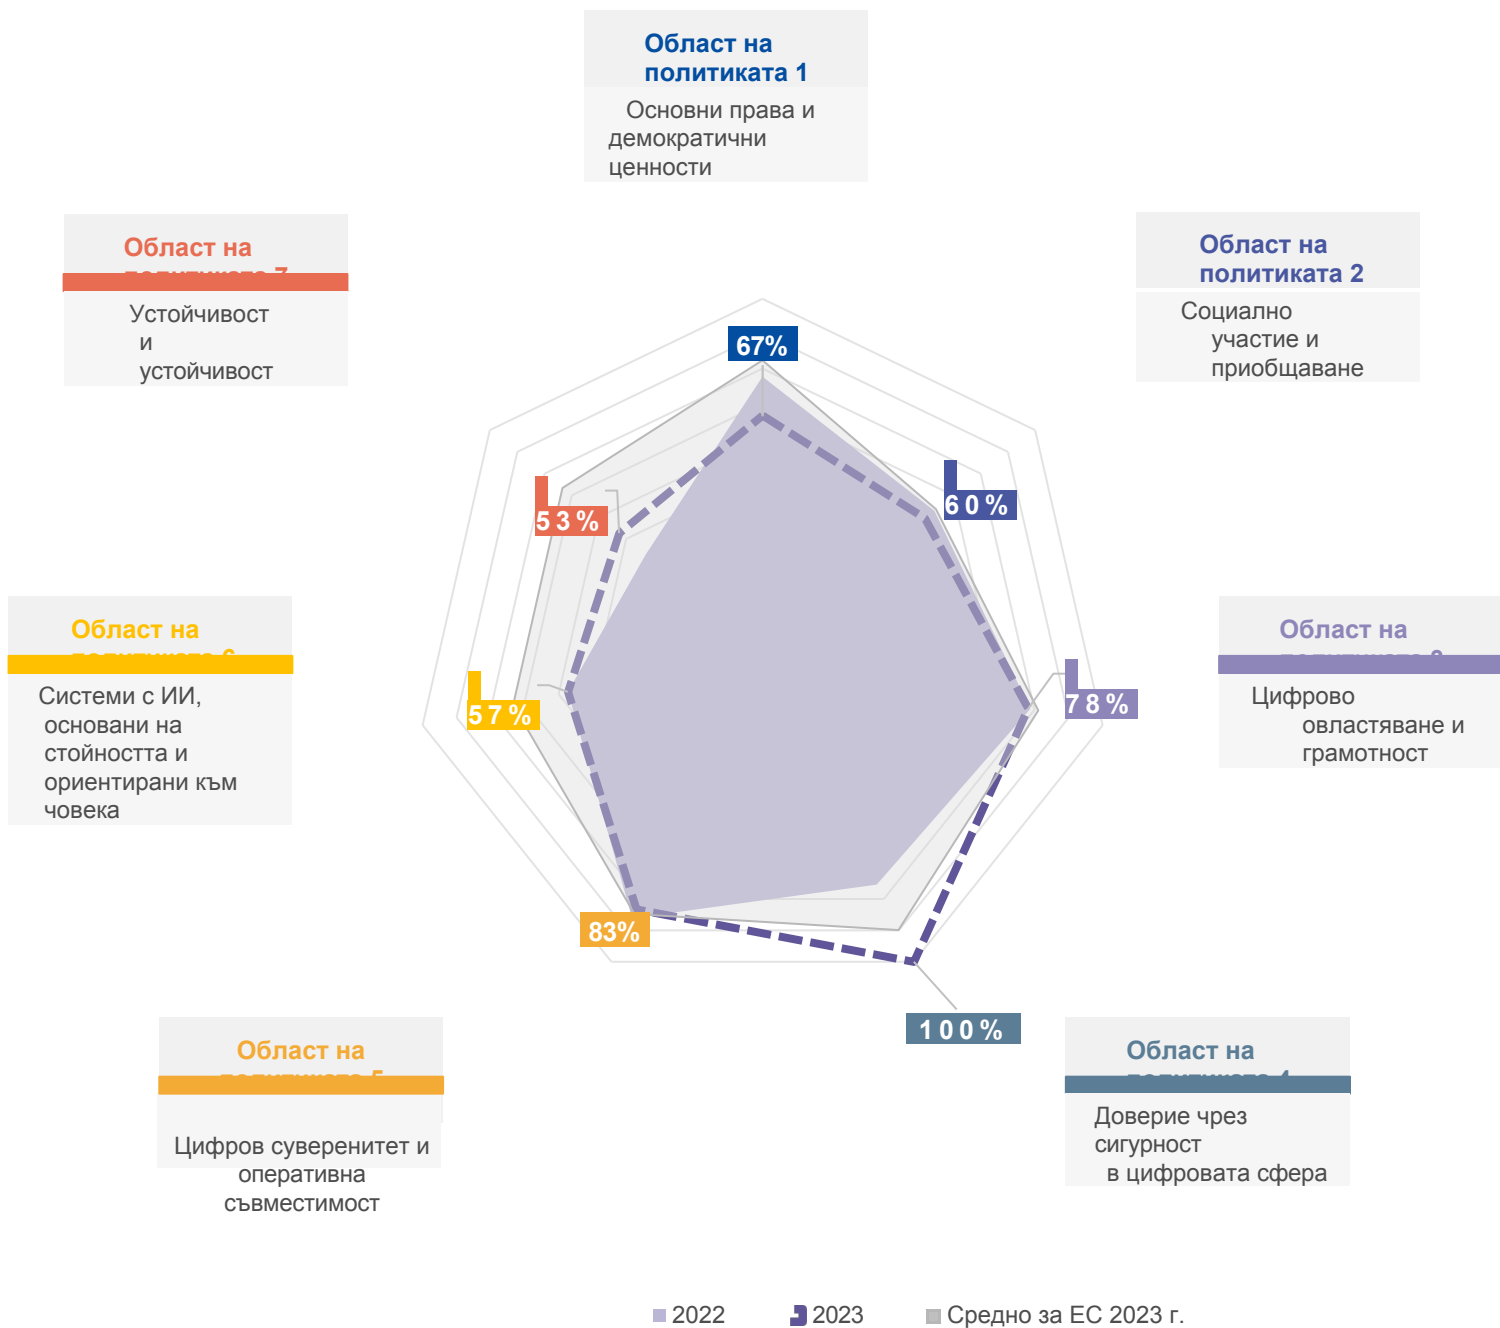 Област на
политиката 1
Основни права и
демократични
ценности
Област на
политиката 2
Социално
участие и
приобщаване
Област на
Цифрово
овластяване и
грамотност
Област на
Доверие чрез
сигурност
в цифровата сфера
Област на
Цифров суверенитет и
оперативна
съвместимост
Област на
Системи с ИИ,
основани на
стойността и
ориентирани към
човека
Област на
Устойчивост
и
устойчивост
67%
60%
78%
100%
83%
57%
53%
2022
2023
Средно за ЕС 2023 г.